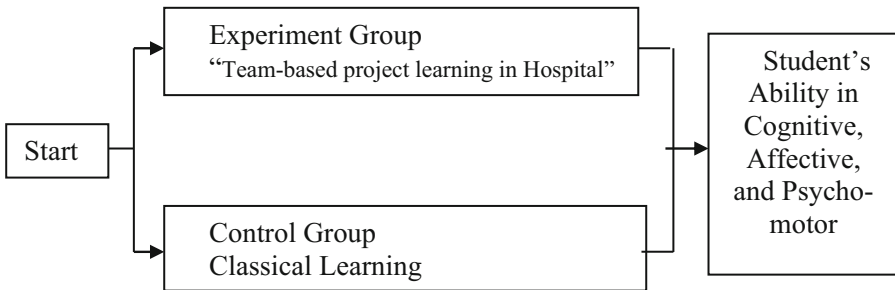 Experiment Group
“Team-based project learning in Hospital”
Start
Control Group
Classical Learning
Student’s
Ability in
Cognitive,
Affective,
and Psycho-
motor